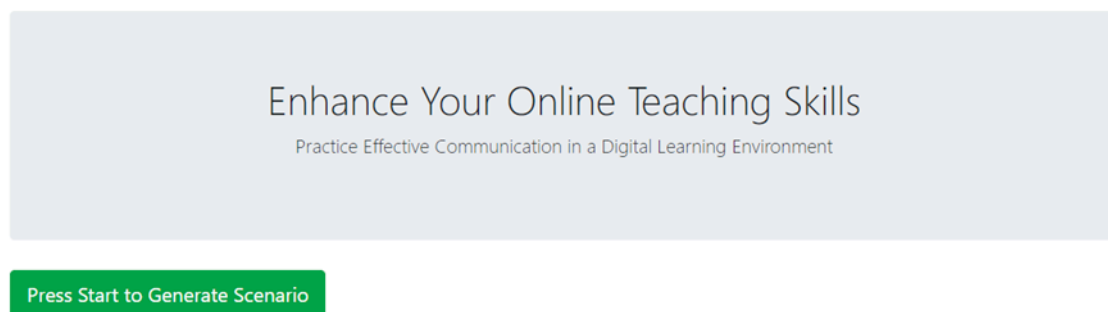 Enhance Your Online Teaching Skills
Practice Effective Communication in a Digital Learning Environment
Press Start to Generate Scenario